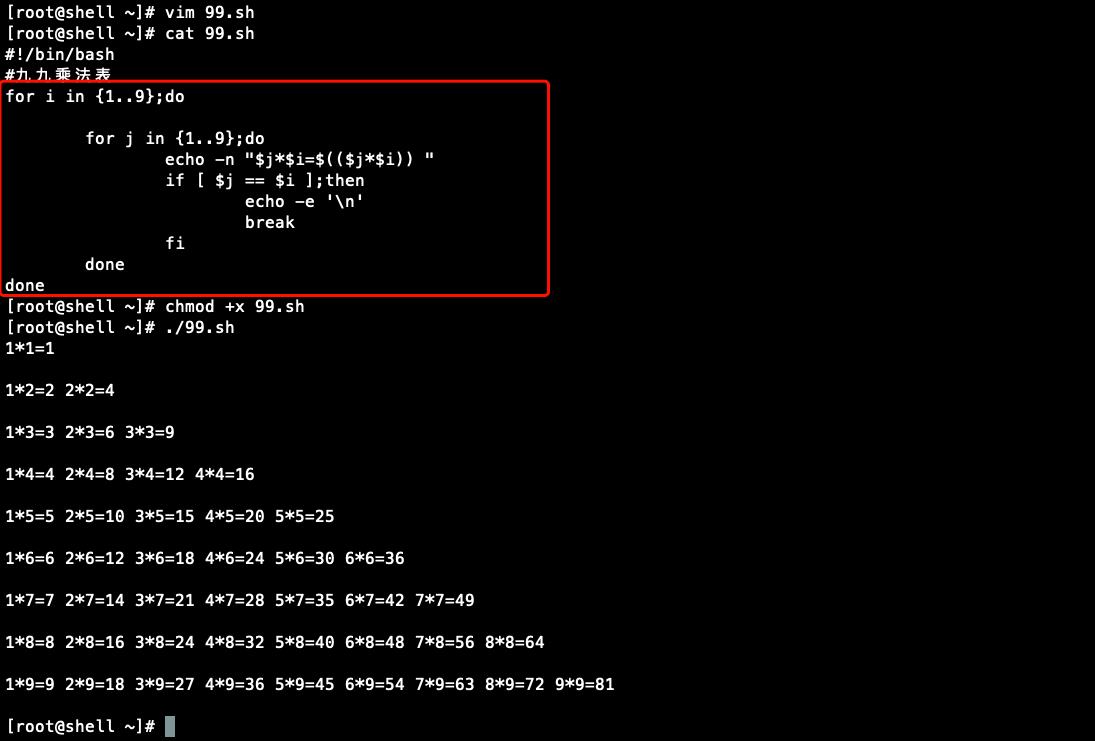 [root@shell ~]# vim 99.sh
[root@shell ~]# cat 99.sh
#!/bin/bash
#九九乘法表
for i in {1..9};do
for j in {1..9};do
echo -n "$j*$i=$(($j*$i)) "
if [ $j == $i ];then
echo -e '\n'
break
fi
done
done
[root@shell ~]# chmod +x 99.sh
[root@shell ~]# ./99.sh
1*1=1
1*2=2 2*2=4
1*3=3 2*3=6 3*3=9
1*4=4 2*4=8 3*4=12 4*4=16
1*5=5 2*5=10 3*5=15 4*5=20 5*5=25
1*6=6 2*6=12 3*6=18 4*6=24 5*6=30 6*6=36
1*7=7 2*7=14 3*7=21 4*7=28 5*7=35 6*7=42 7*7=49
1*8=8 2*8=16 3*8=24 4*8=32 5*8=40 6*8=48 7*8=56 8*8=64
1*9=9 2*9=18 3*9=27 4*9=36 5*9=45 6*9=54 7*9=63 8*9=72 9*9=81
[root@shell ~]#